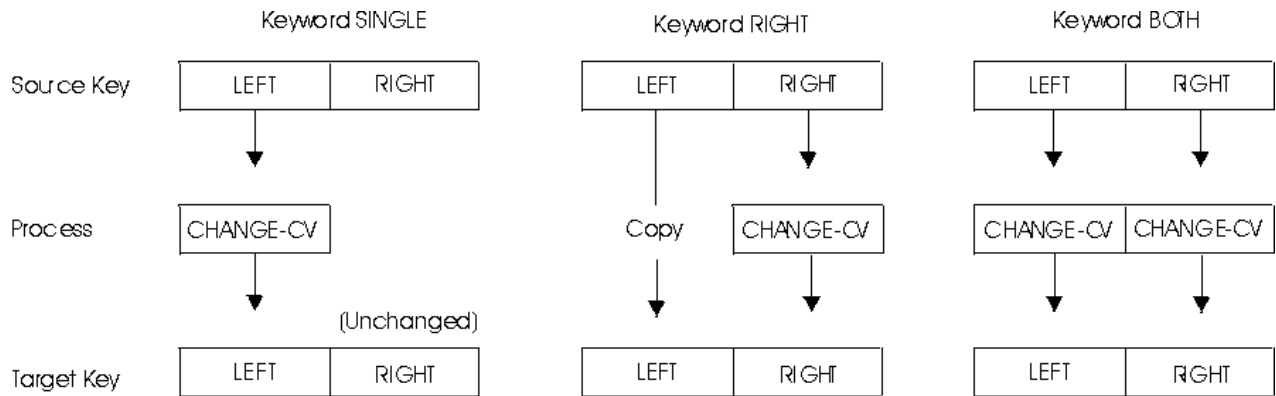 Keyword SINGLE Keyword RIGHT Keyword BOTH
Source Key LEFT RIGHT LEFT RIGHT LEFT RIGHT
Process CHANGE-CV Copy CHANGE-CV CHANGE-CV CHANGE-CV
(Unchanged)
Target Key LEFT RIGHT LEFT RIGHT LEFT RIGHT